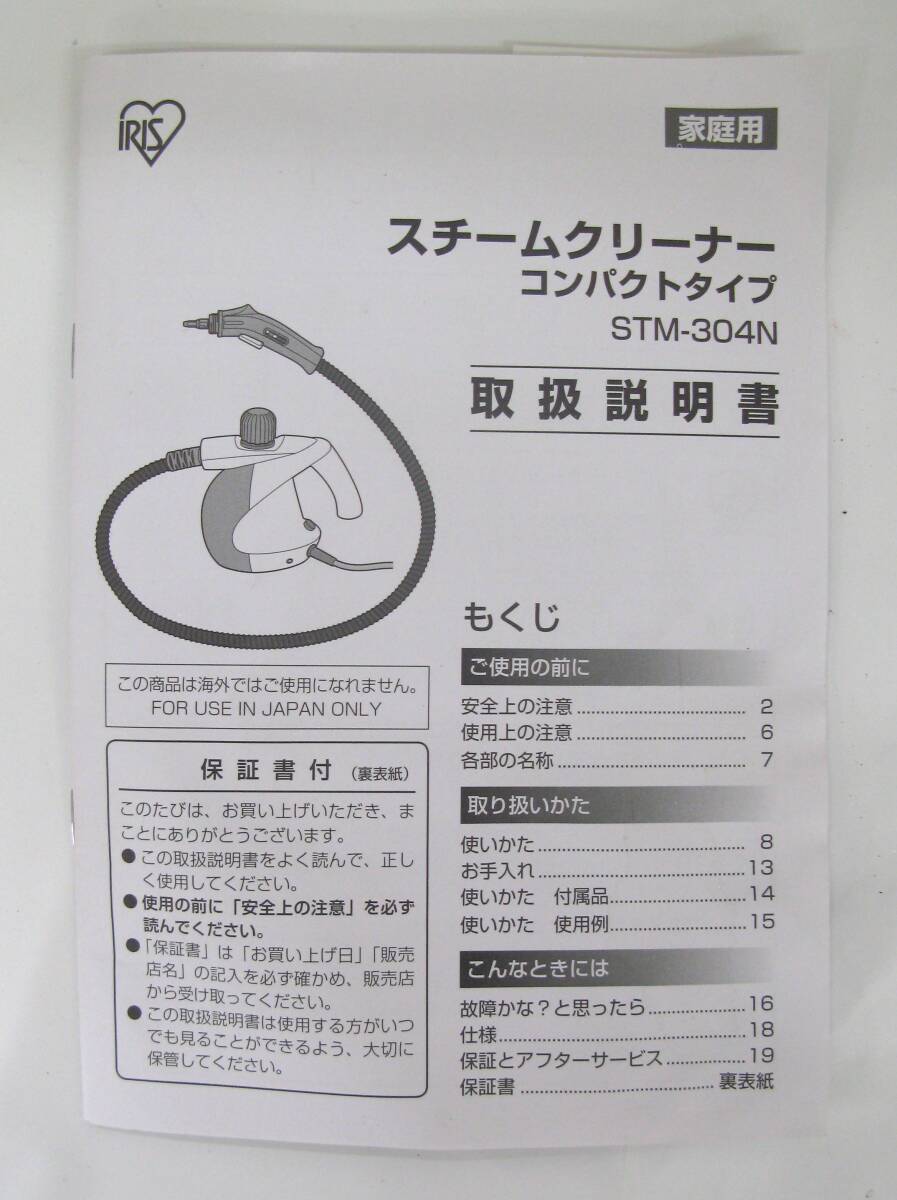 IRIS
家庭用
スチームクリーナー
コンパクトタイプ
STM-304N
取扱説明書
この商品は海外ではご使用になれません。
FOR USE IN JAPAN ONLY
保証書付（裏表紙）
このたびは、お買い上げいただき、ま
ことにありがとうございます。
●この取扱説明書をよく読んで、正し
く使用してください。
●使用の前に「安全上の注意」を必ず
読んでください。
●「保証書」は「お買い上げ日」「販売
店名」の記入を必ず確かめ、販売店
から受け取ってください。
●この取扱説明書は使用する方がいつ
でも見ることができるよう、大切に
保管してください。
もくじ
ご使用の前に
安全上の注意 .................................. 2
使用上の注意 .................................. 6
各部の名称 ...................................... 7
取り扱いかた
使いかた .......................................... 8
お手入れ ..........................................13
使いかた　付属品............................14
使いかた　使用例............................15
こんなときには
故障かな？と思ったら....................16
仕様..................................................18
保証とアフターサービス................19
保証書 ....................................... 裏表紙